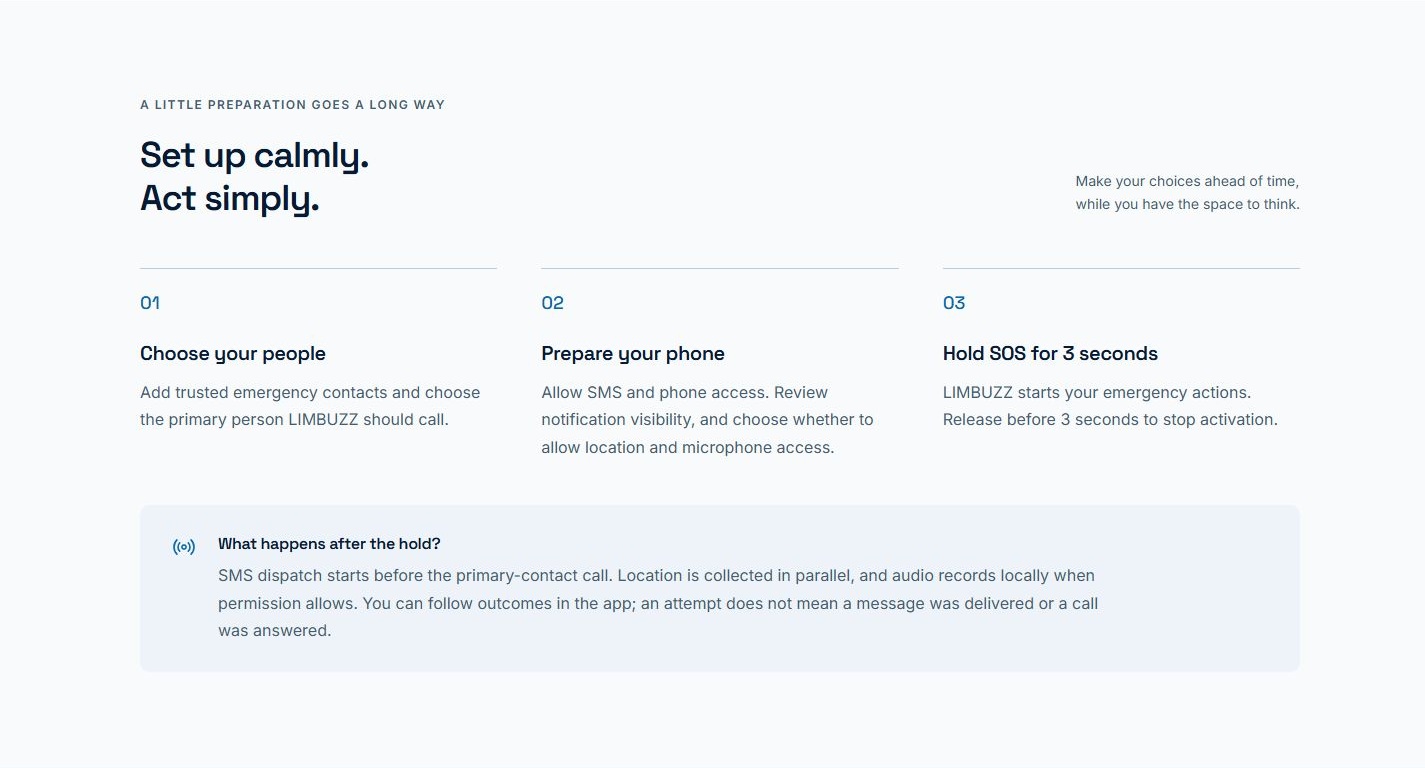 A LITTLE PREPARATION GOES A LONG WAY
Set up calmly.
Act simply.
Make your choices ahead of time,
while you have the space to think.
01
Choose your people
Add trusted emergency contacts and choose
the primary person LIMBUZZ should call.
02
Prepare your phone
Allow SMS and phone access. Review
notification visibility, and choose whether to
allow location and microphone access.
03
Hold SOS for 3 seconds
LIMBUZZ starts your emergency actions.
Release before 3 seconds to stop activation.
What happens after the hold?
SMS dispatch starts before the primary-contact call. Location is collected in parallel, and audio records locally when
permission allows. You can follow outcomes in the app; an attempt does not mean a message was delivered or a call
was answered.